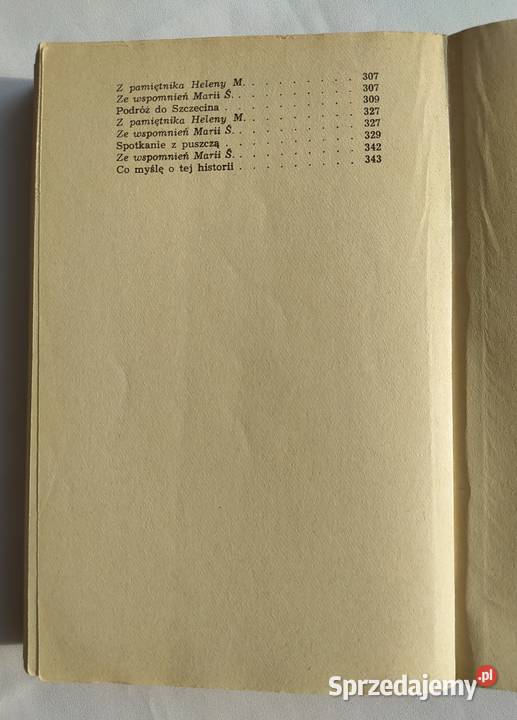 Z pamiętnika Heleny M. . . . . . . . . . 307
Ze wspomnień Marii Š. . . . . . . . . . 307
Podróż do Szczecina . . . . . . . . . . 309
Z pamiętnika Heleny M. . . . . . . . . . 327
Ze wspomnień Marii Š. . . . . . . . . . 327
Spotkanie z puszczą . . . . . . . . . . 329
Ze wspomnień Marii Š. . . . . . . . . . 342
Co myślę o tej historii . . . . . . . . . 343
Sprzedajemy.pl